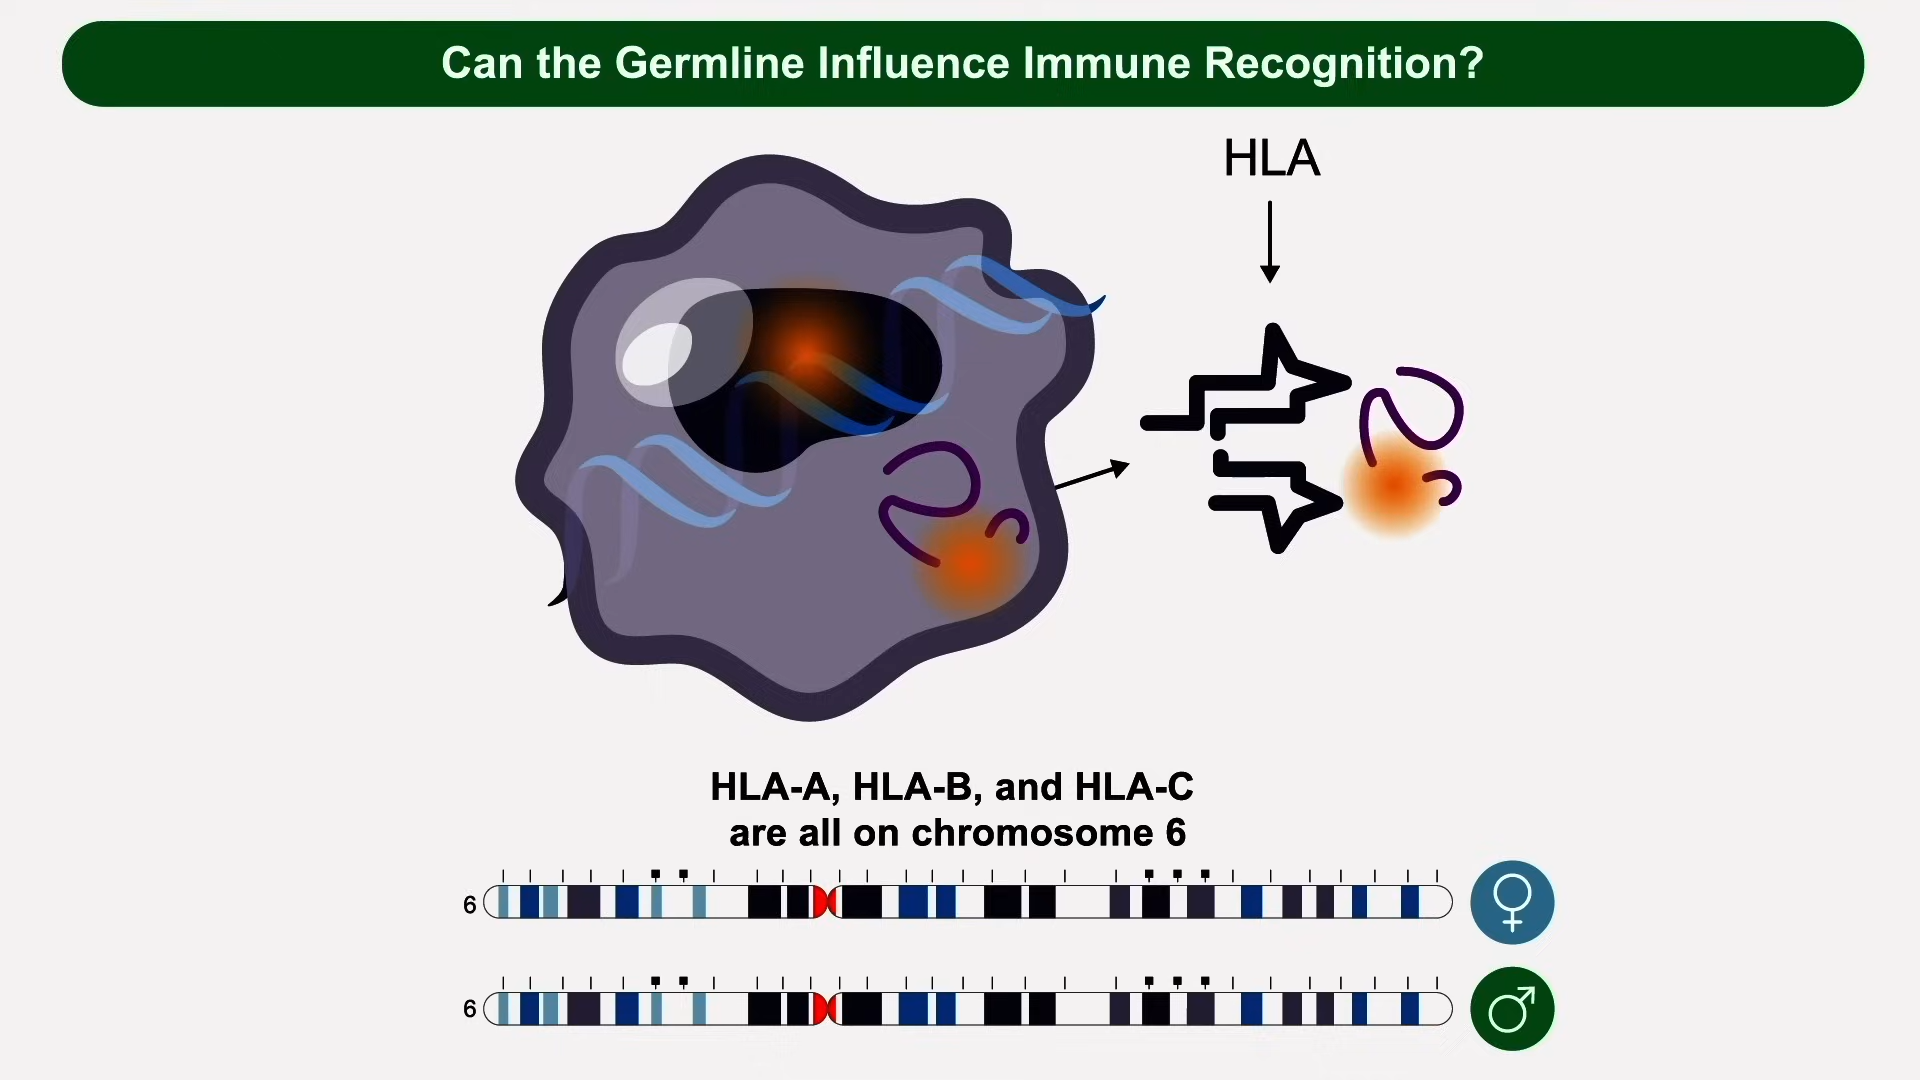 Can the Germline Influence Immune Recognition?
HLA
HLA-A, HLA-B, and HLA-C
are all on chromosome 6
6
6